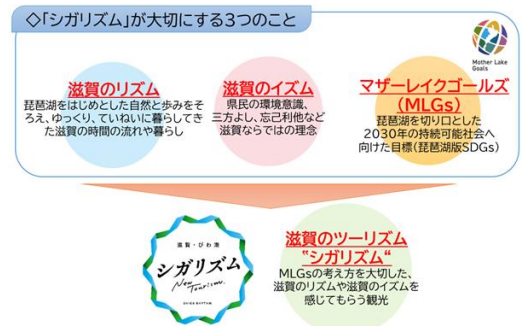 ◇「シガリズム」が大切にする3つのこと
Mother Lake
Goals
滋賀のリズム
琵琶湖をはじめとした自然と歩みをそ
ろえ、ゆっくり、ていねいに暮らしてき
た滋賀の時間の流れや暮らし
滋賀のイズム
県民の環境意識、
三方よし、忘己利他など
滋賀ならではの理念
マザーレイクゴールズ
(MLGs)
琵琶湖を切り口とした
2030年の持続可能社会へ
向けた目標(琵琶湖版SDGs)
滋賀・びわ湖
シガリズム
New Tourism.
SHIGA RHYTHM
滋賀のツーリズム
"シガリズム"
MLGsの考え方を大切した、
滋賀のリズムや滋賀のイズムを
感じてもらう観光